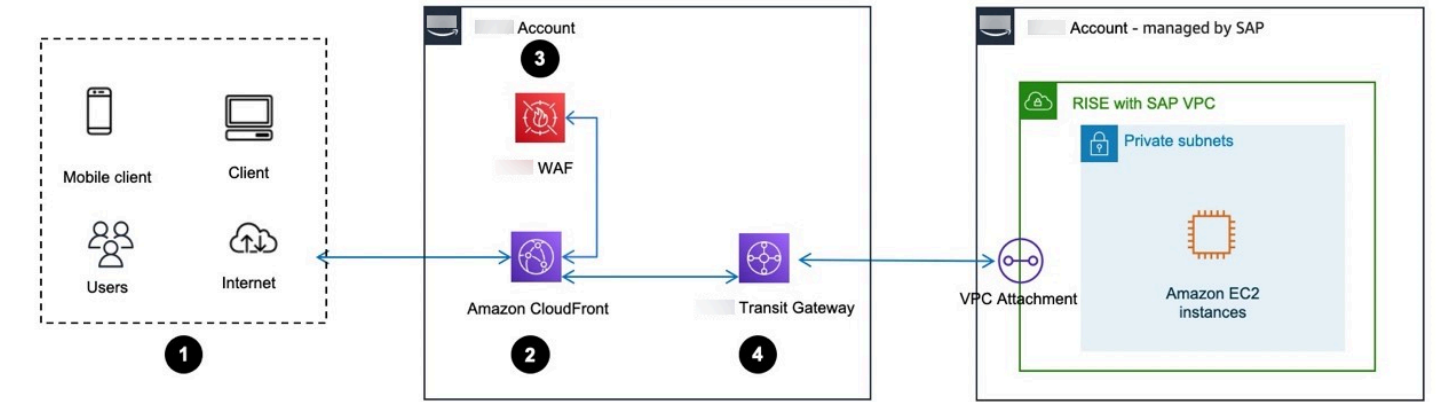 Mobile client
Client
Users
Internet
1
Account
3
WAF
Amazon CloudFront
2
Transit Gateway
4
Account - managed by SAP
RISE with SAP VPC
Private subnets
VPC Attachment
Amazon EC2
instances